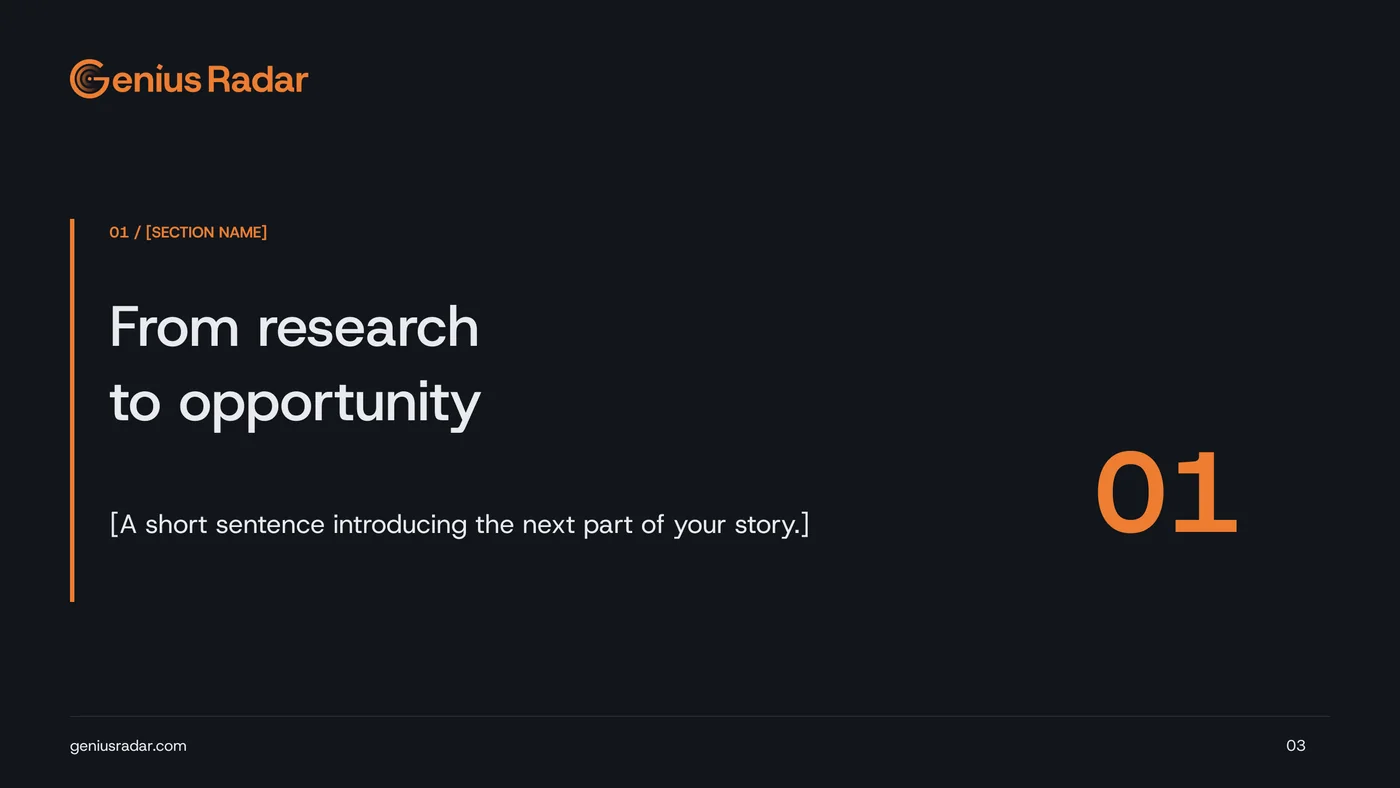 Genius Radar
01 / [SECTION NAME]
From research
to opportunity
[A short sentence introducing the next part of your story.]
01
geniusradar.com
03